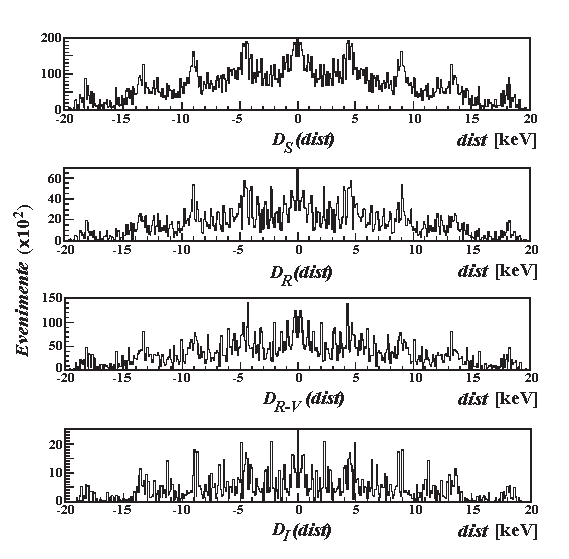 200
100
0
-20 -15 -10 -5 0 5 10 15 20
D_S(dist) dist [keV]
60
40
20
0
-20 -15 -10 -5 0 5 10 15 20
D_R(dist) dist [keV]
Evenimente (x10²)
150
100
50
0
-20 -15 -10 -5 0 5 10 15 20
D_{R-V} (dist) dist [keV]
20
10
0
-20 -15 -10 -5 0 5 10 15 20
D_I(dist) dist [keV]